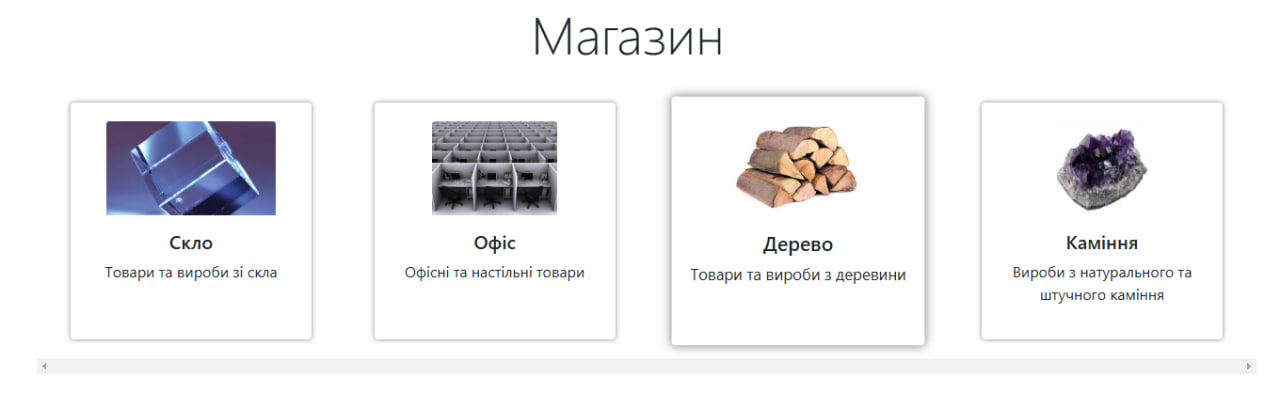 Магазин
Скло
Товари та вироби зі скла
Офіс
Офісні та настільні товари
Дерево
Товари та вироби з деревини
Каміння
Вироби з натурального та
штучного каміння